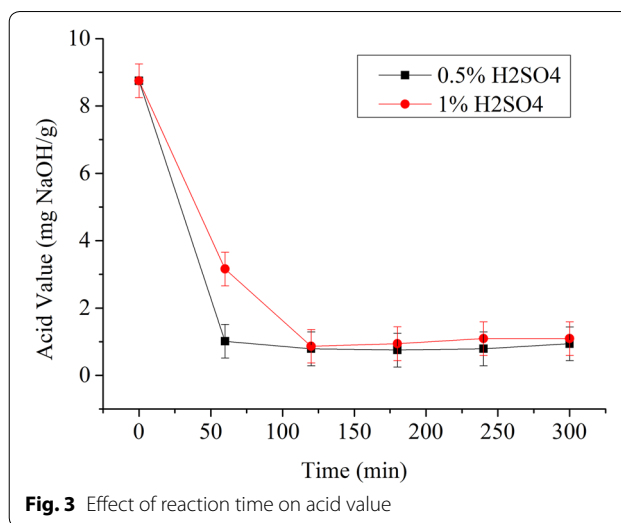 10
8
6
4
2
0
Acid Value (mg NaOH/g)
0.5% H2SO4
1% H2SO4
0 50 100 150 200 250 300
Time (min)
Fig. 3 Effect of reaction time on acid value